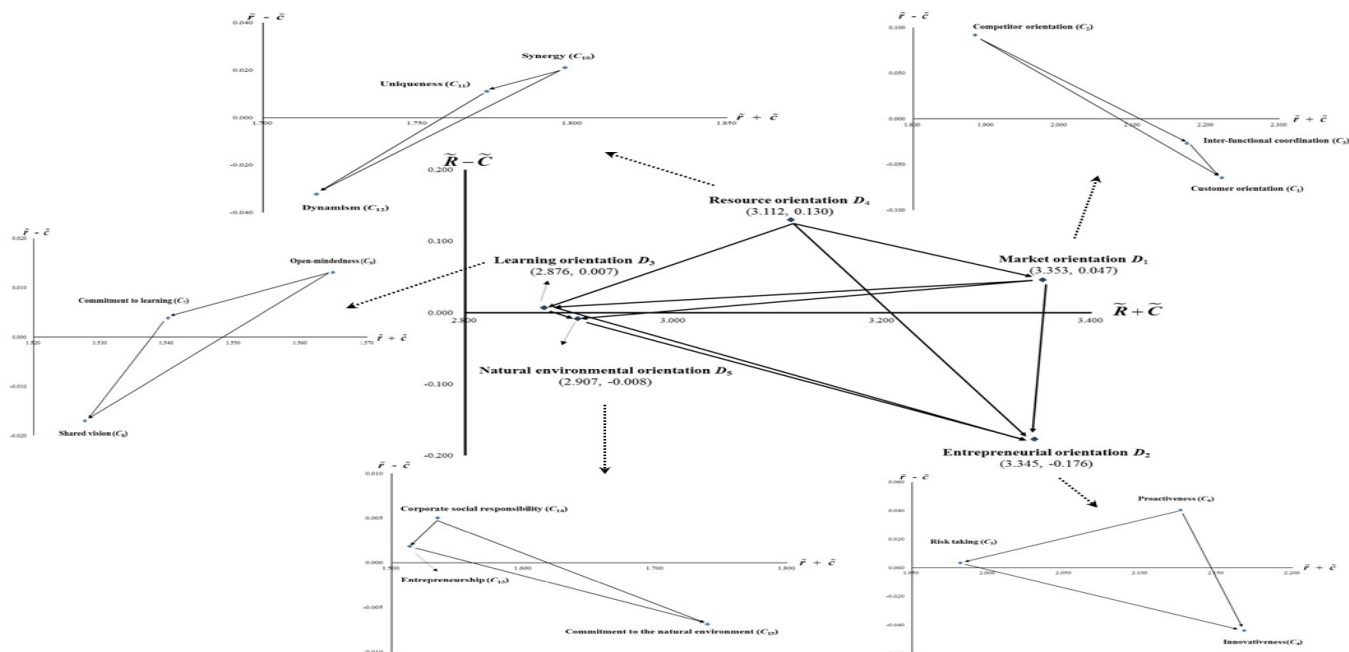 r̃ - c̃
0.040
0.020
0.000
-0.020
-0.040
1.700
1.750
1.800
1.850
r̃ + c̃
Synergy (C10)
Uniqueness (C11)
Dynamism (C12)
r̃ - c̃
0.100
0.050
0.000
-0.050
-0.100
1.800
1.900
2.000
2.100
2.200
2.300
r̃ + c̃
Competitor orientation (C2)
Inter-functional coordination (C3)
Customer orientation (C1)
R̃ – C̃
0.200
0.100
0.000
-0.100
-0.200
2.800
3.000
3.200
3.400
R̃ + C̃
Resource orientation D4
(3.112, 0.130)
Learning orientation D3
(2.876, 0.007)
Market orientation D1
(3.353, 0.047)
Natural environmental orientation D5
(2.907, -0.008)
Entrepreneurial orientation D2
(3.345, -0.176)
r̃ - c̃
0.020
0.010
0.000
-0.010
-0.020
1.520
1.530
1.540
1.550
1.560
1.570
r̃ + c̃
Commitment to learning (C7)
Shared vision (C8)
Open-mindedness (C9)
r̃ - c̃
0.010
0.005
0.000
-0.005
-0.010
1.500
1.600
1.700
1.800
r̃ + c̃
Corporate social responsibility (C14)
Entrepreneurship (C13)
Commitment to the natural environment (C15)
r̃ - c̃
0.060
0.040
0.020
0.000
-0.020
-0.040
1.950
2.000
2.050
2.100
2.150
2.200
r̃ + c̃
Proactiveness (C6)
Risk taking (C5)
Innovativeness (C4)